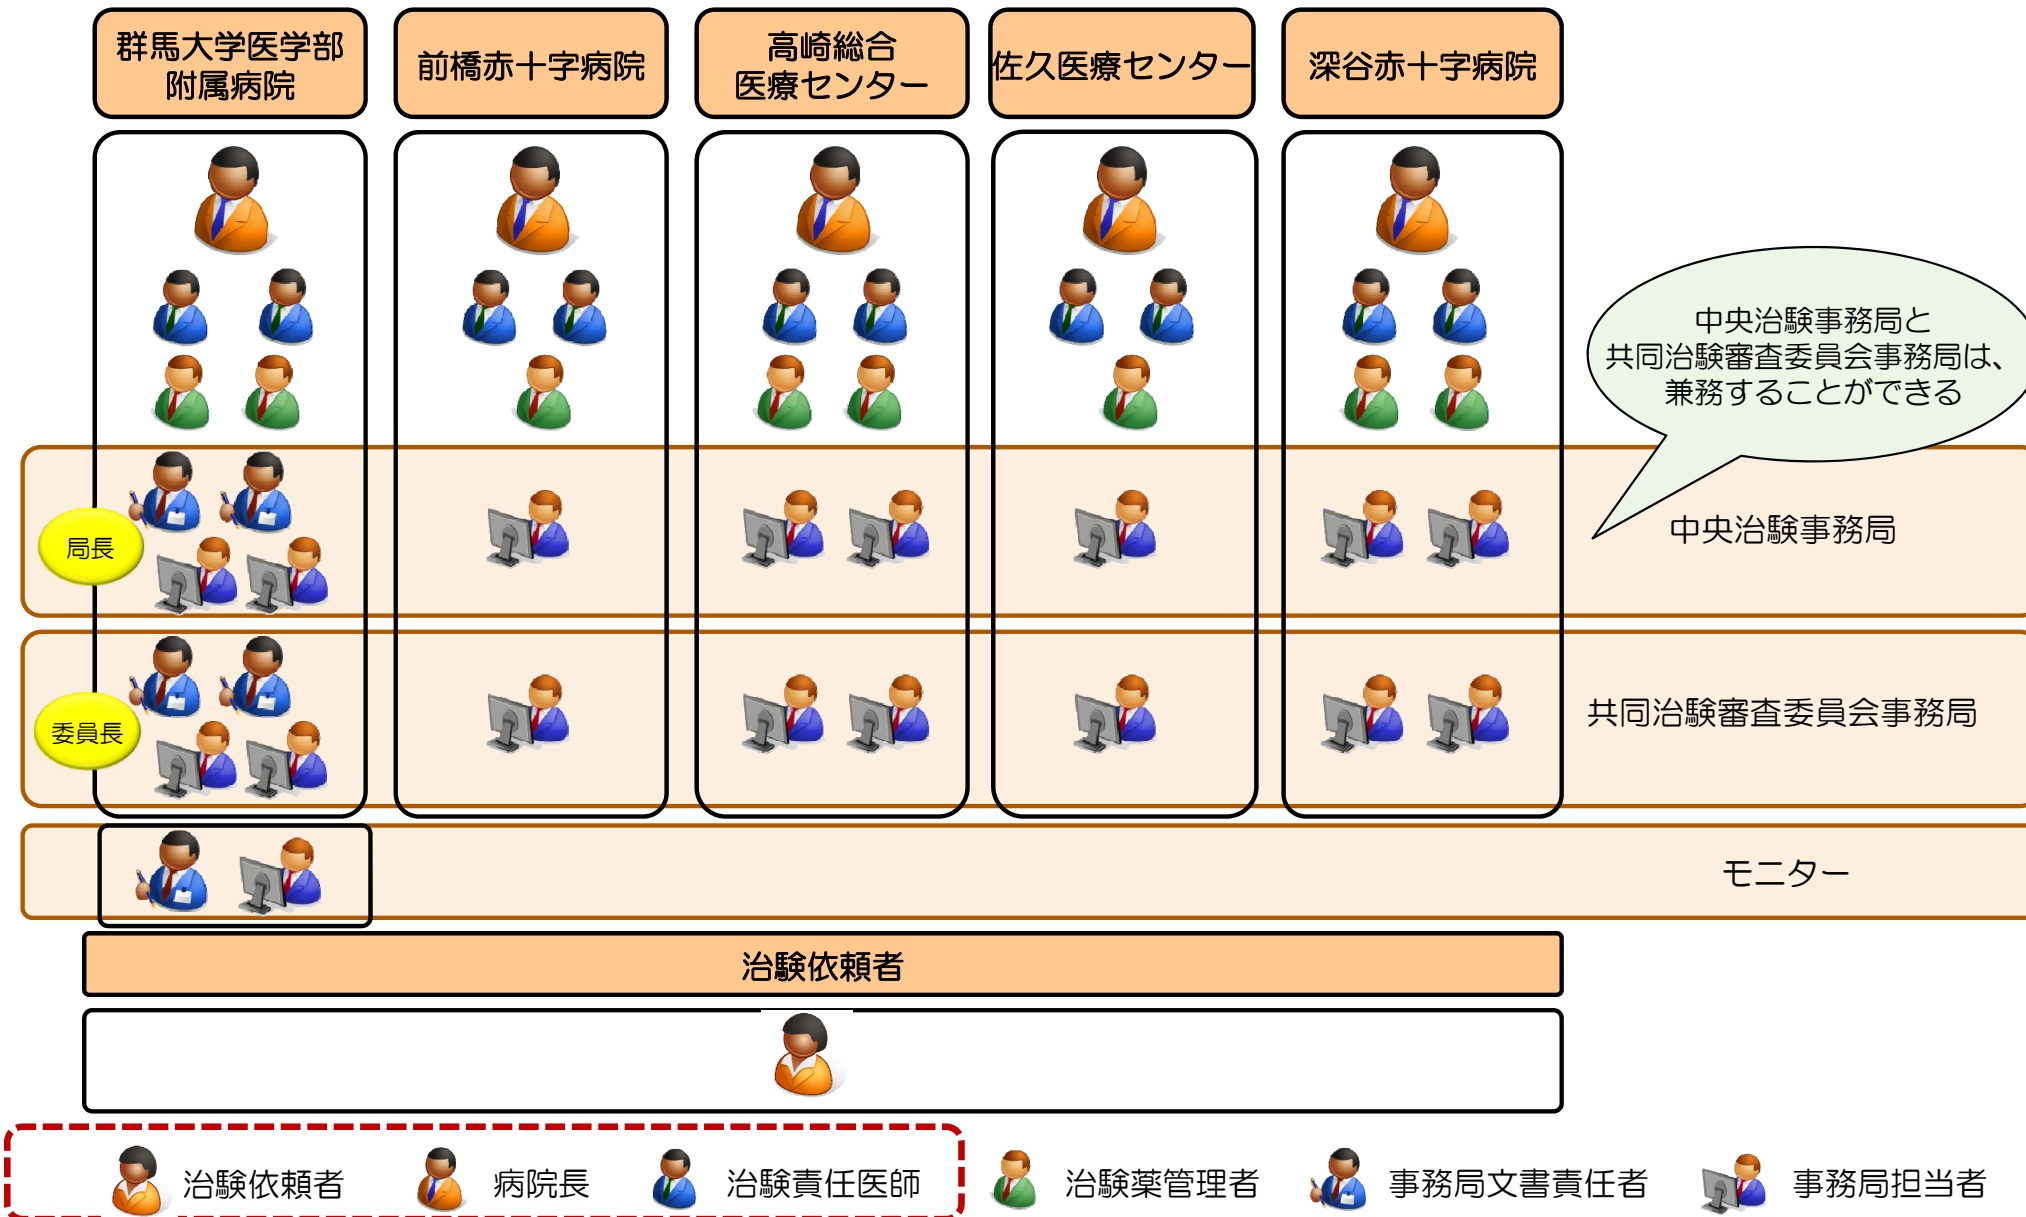 群馬大学医学部
附属病院
前橋赤十字病院
高崎総合
医療センター
佐久医療センター
深谷赤十字病院
中央治験事務局と
共同治験審査委員会事務局は、
兼務することができる
局長
中央治験事務局
委員長
共同治験審査委員会事務局
モニター
治験依頼者
治験依頼者
病院長
治験責任医師
治験薬管理者
事務局文書責任者
事務局担当者